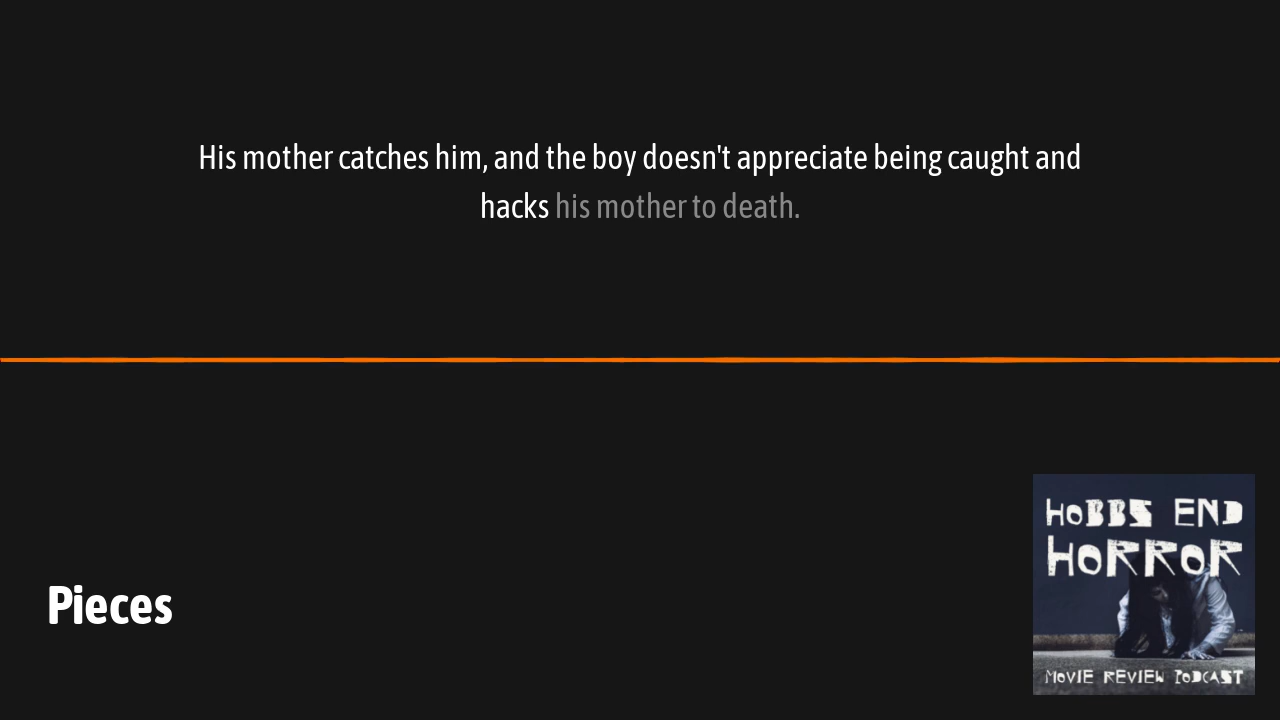 His mother catches him, and the boy doesn't appreciate being caught and
hacks his mother to death.
Pieces
HOBBS END
HORROR
MOVIE REVIEW PODCAST